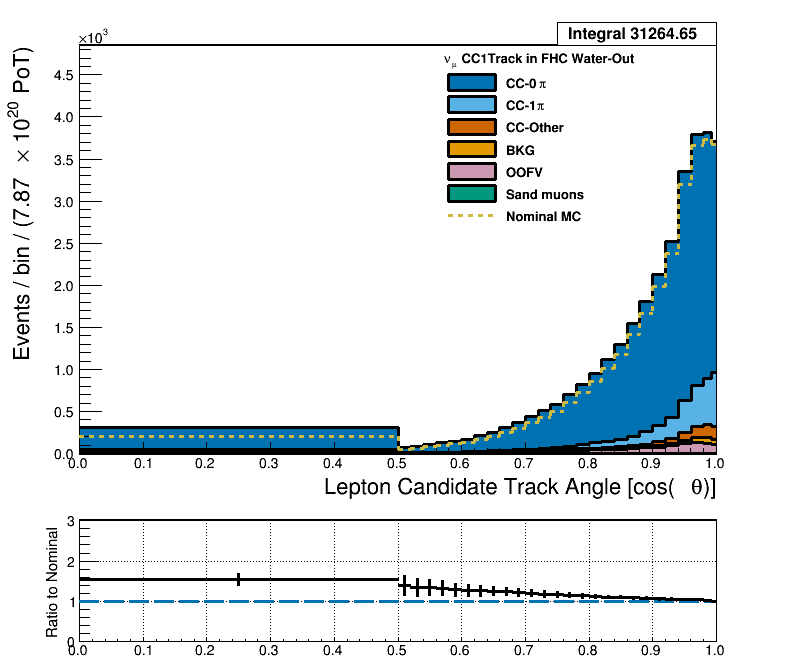 Integral 31264.65
×10³
ν_μ CC1Track in FHC Water-Out
CC-0 π
CC-1 π
CC-Other
BKG
OOFV
Sand muons
Nominal MC
Events / bin / (7.87 × 10²⁰ PoT)
4.5
4.0
3.5
3.0
2.5
2.0
1.5
1.0
0.5
0.0
0.0 0.1 0.2 0.3 0.4 0.5 0.6 0.7 0.8 0.9 1.0
Lepton Candidate Track Angle [cos( θ)]
Ratio to Nominal
3
2
1
0
0.0 0.1 0.2 0.3 0.4 0.5 0.6 0.7 0.8 0.9 1.0